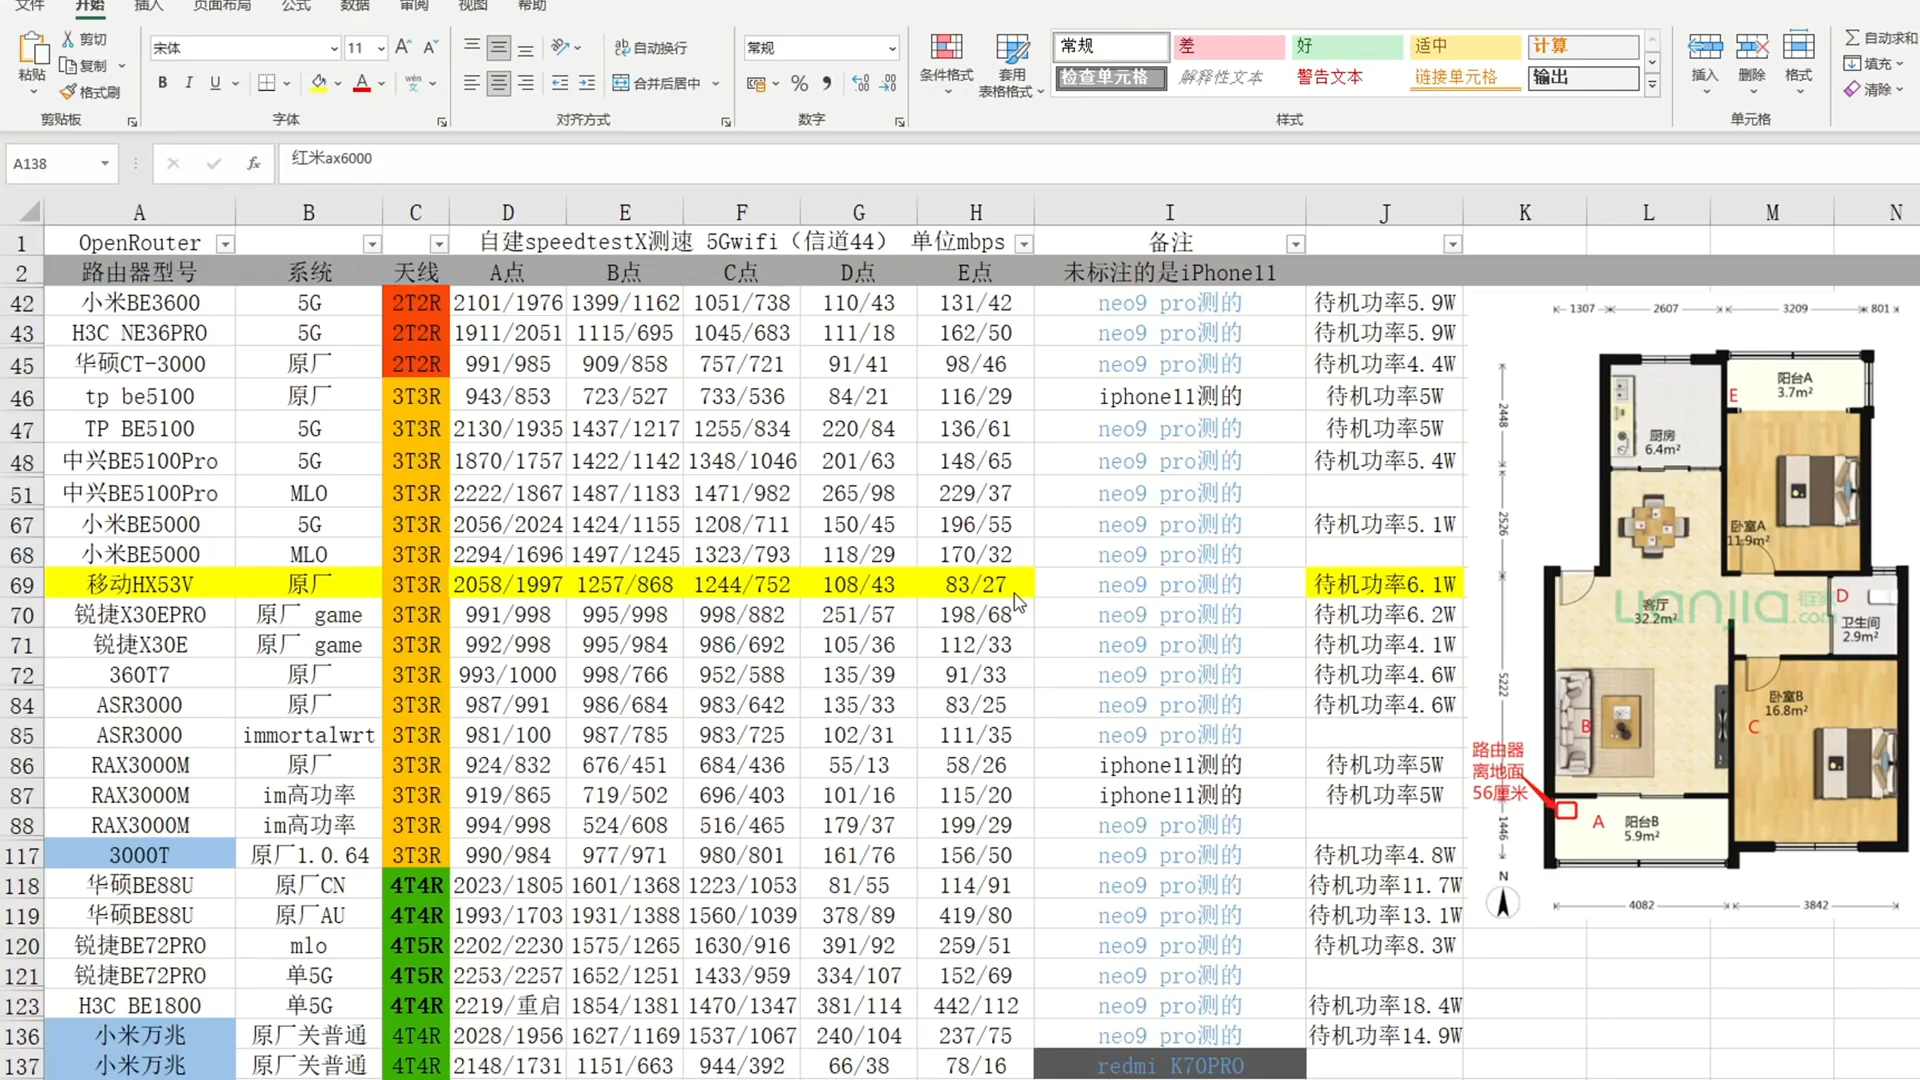 文件 开始 插入 页面布局 公式 数据 审阅 视图 帮助
粘贴 剪切 复制 格式刷 剪贴板
宋体 11 B I U 字体
自动换行 合并后居中 对齐方式
常规 % 数字
条件格式 套用表格格式
常规 差 好 适中 计算
检查单元格 解释性文本 警告文本 链接单元格 输出
样式
插入 删除 格式 单元格
自动求和 填充 清除
A138 fx 红米ax6000
A B C D E F G H I J K L M N
1 OpenRouter 自建speedtestX测速 5Gwifi（信道44） 单位mbps 备注
2 路由器型号 系统 天线 A点 B点 C点 D点 E点 未标注的是iPhone11
42 小米BE3600 5G 2T2R 2101/1976 1399/1162 1051/738 110/43 131/42 neo9 pro测的 待机功率5.9W
43 H3C NE36PRO 5G 2T2R 1911/2051 1115/695 1045/683 111/18 162/50 neo9 pro测的 待机功率5.9W
45 华硕CT-3000 原厂 2T2R 991/985 909/858 757/721 91/41 98/46 neo9 pro测的 待机功率4.4W
46 tp be5100 原厂 3T3R 943/853 723/527 733/536 84/21 116/29 iphone11测的 待机功率5W
47 TP BE5100 5G 3T3R 2130/1935 1437/1217 1255/834 220/84 136/61 neo9 pro测的 待机功率5W
48 中兴BE5100Pro 5G 3T3R 1870/1757 1422/1142 1348/1046 201/63 148/65 neo9 pro测的 待机功率5.4W
51 中兴BE5100Pro MLO 3T3R 2222/1867 1487/1183 1471/982 265/98 229/37 neo9 pro测的
67 小米BE5000 5G 3T3R 2056/2024 1424/1155 1208/711 150/45 196/55 neo9 pro测的 待机功率5.1W
68 小米BE5000 MLO 3T3R 2294/1696 1497/1245 1323/793 118/29 170/32 neo9 pro测的
69 移动HX53V 原厂 3T3R 2058/1997 1257/868 1244/752 108/43 83/27 neo9 pro测的 待机功率6.1W
70 锐捷X30EPRO 原厂 game 3T3R 991/998 995/998 998/882 251/57 198/68 neo9 pro测的 待机功率6.2W
71 锐捷X30E 原厂 game 3T3R 992/998 995/984 986/692 105/36 112/33 neo9 pro测的 待机功率4.1W
72 360T7 原厂 3T3R 993/1000 998/766 952/588 135/39 91/33 neo9 pro测的 待机功率4.6W
84 ASR3000 原厂 3T3R 987/991 986/684 983/642 135/33 83/25 neo9 pro测的 待机功率4.6W
85 ASR3000 immortalwrt 3T3R 981/100 987/785 983/725 102/31 111/35 neo9 pro测的
86 RAX3000M 原厂 3T3R 924/832 676/451 684/436 55/13 58/26 iphone11测的 待机功率5W
87 RAX3000M im高功率 3T3R 919/865 719/502 696/403 101/16 115/20 iphone11测的 待机功率5W
88 RAX3000M im高功率 3T3R 994/998 524/608 516/465 179/37 199/29 neo9 pro测的
117 3000T 原厂1.0.64 3T3R 990/984 977/971 980/801 161/76 156/50 neo9 pro测的 待机功率4.8W
118 华硕BE88U 原厂CN 4T4R 2023/1805 1601/1368 1223/1053 81/55 114/91 neo9 pro测的 待机功率11.7W
119 华硕BE88U 原厂AU 4T4R 1993/1703 1931/1388 1560/1039 378/89 419/80 neo9 pro测的 待机功率13.1W
120 锐捷BE72PRO mlo 4T5R 2202/2230 1575/1265 1630/916 391/92 259/51 neo9 pro测的 待机功率8.3W
121 锐捷BE72PRO 单5G 4T5R 2253/2257 1652/1251 1433/959 334/107 152/69 neo9 pro测的
123 H3C BE1800 单5G 4T4R 2219/重启 1854/1381 1470/1347 381/114 442/112 neo9 pro测的 待机功率18.4W
136 小米万兆 原厂关普通 4T4R 2028/1956 1627/1169 1537/1067 240/104 237/75 neo9 pro测的 待机功率14.9W
137 小米万兆 原厂关普通 4T4R 2148/1731 1151/663 944/392 66/38 78/16 redmi K70PRO
1307 2607 3209 801
2448
2526
5222
1446
阳台A
3.7m²
E
厨房
6.4m²
卧室A
11.9m²
客厅
32.2m²
lianjia.com
D
卫生间
2.9m²
卧室B
16.8m²
B
C
路由器
离地面
56厘米
A
阳台B
5.9m²
N
4082 3842